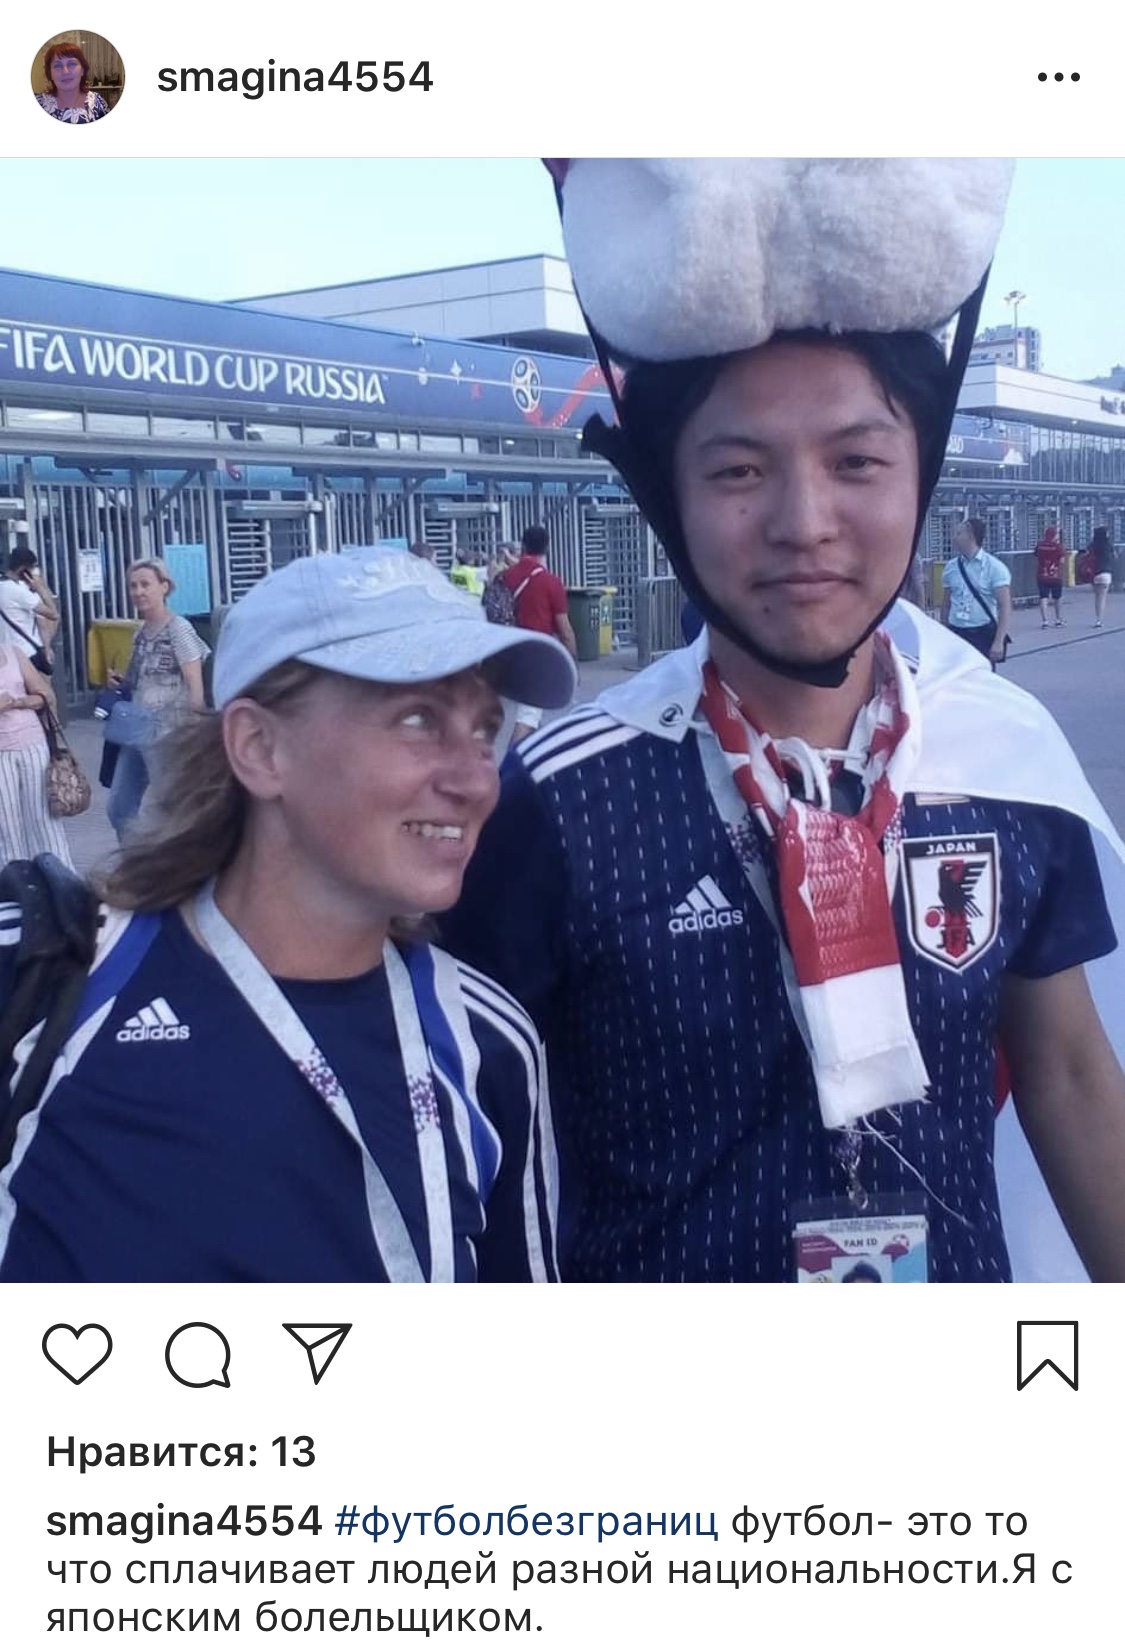 smagina4554
FIFA WORLD CUP RUSSIA
adidas
JAPAN
JFA
adidas
FAN ID
Нравится: 13
smagina4554 #футболбезграниц футбол- это то
что сплачивает людей разной национальности.Я с
японским болельщиком.